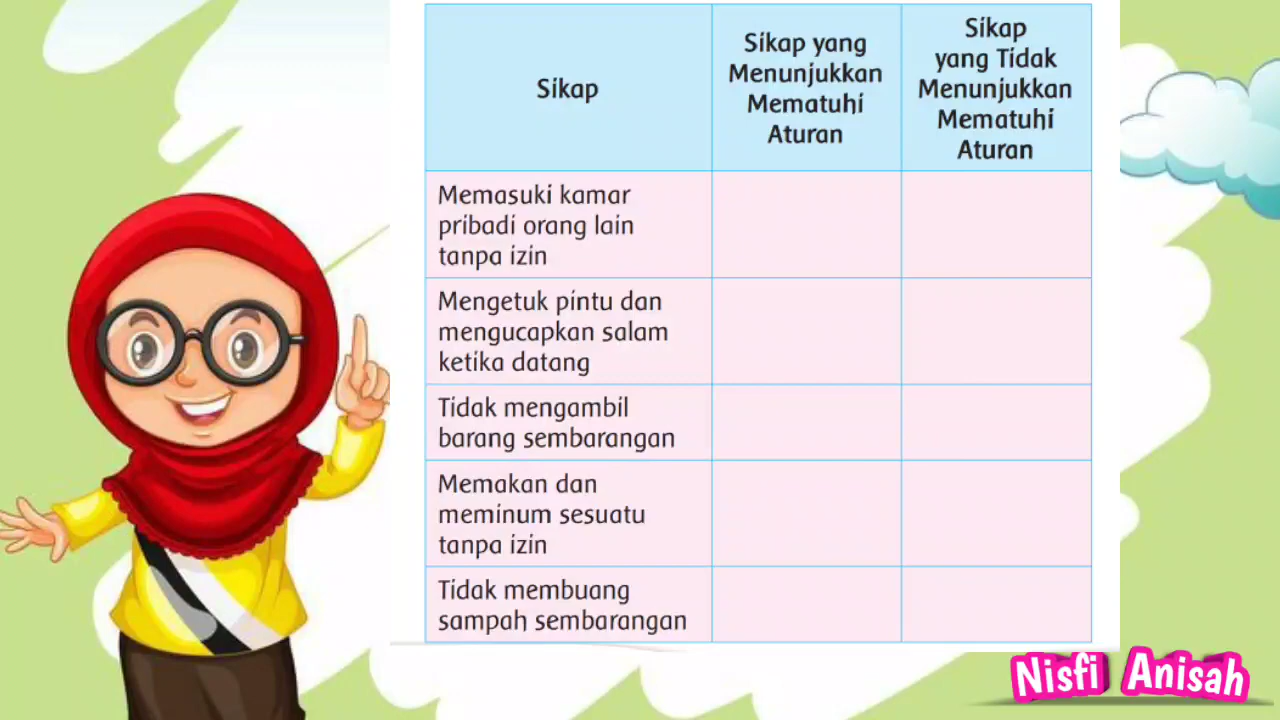 Sikap
Sikap yang
Menunjukkan
Mematuhi
Aturan
Sikap
yang Tidak
Menunjukkan
Mematuhi
Aturan
Memasuki kamar
pribadi orang lain
tanpa izin
Mengetuk pintu dan
mengucapkan salam
ketika datang
Tidak mengambil
barang sembarangan
Memakan dan
meminum sesuatu
tanpa izin
Tidak membuang
sampah sembarangan
Nisfi Anisah